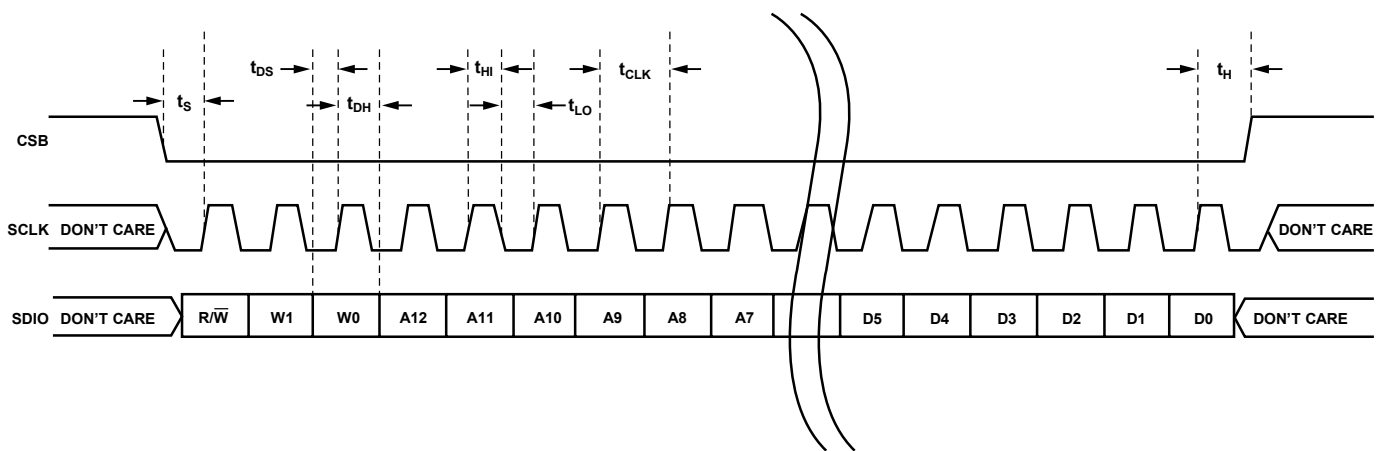 tDS
tHI
tCLK
tH
tS
tDH
tLO
CSB
SCLK DON'T CARE
DON'T CARE
SDIO DON'T CARE R/W̅ W1 W0 A12 A11 A10 A9 A8 A7 D5 D4 D3 D2 D1 D0 DON'T CARE